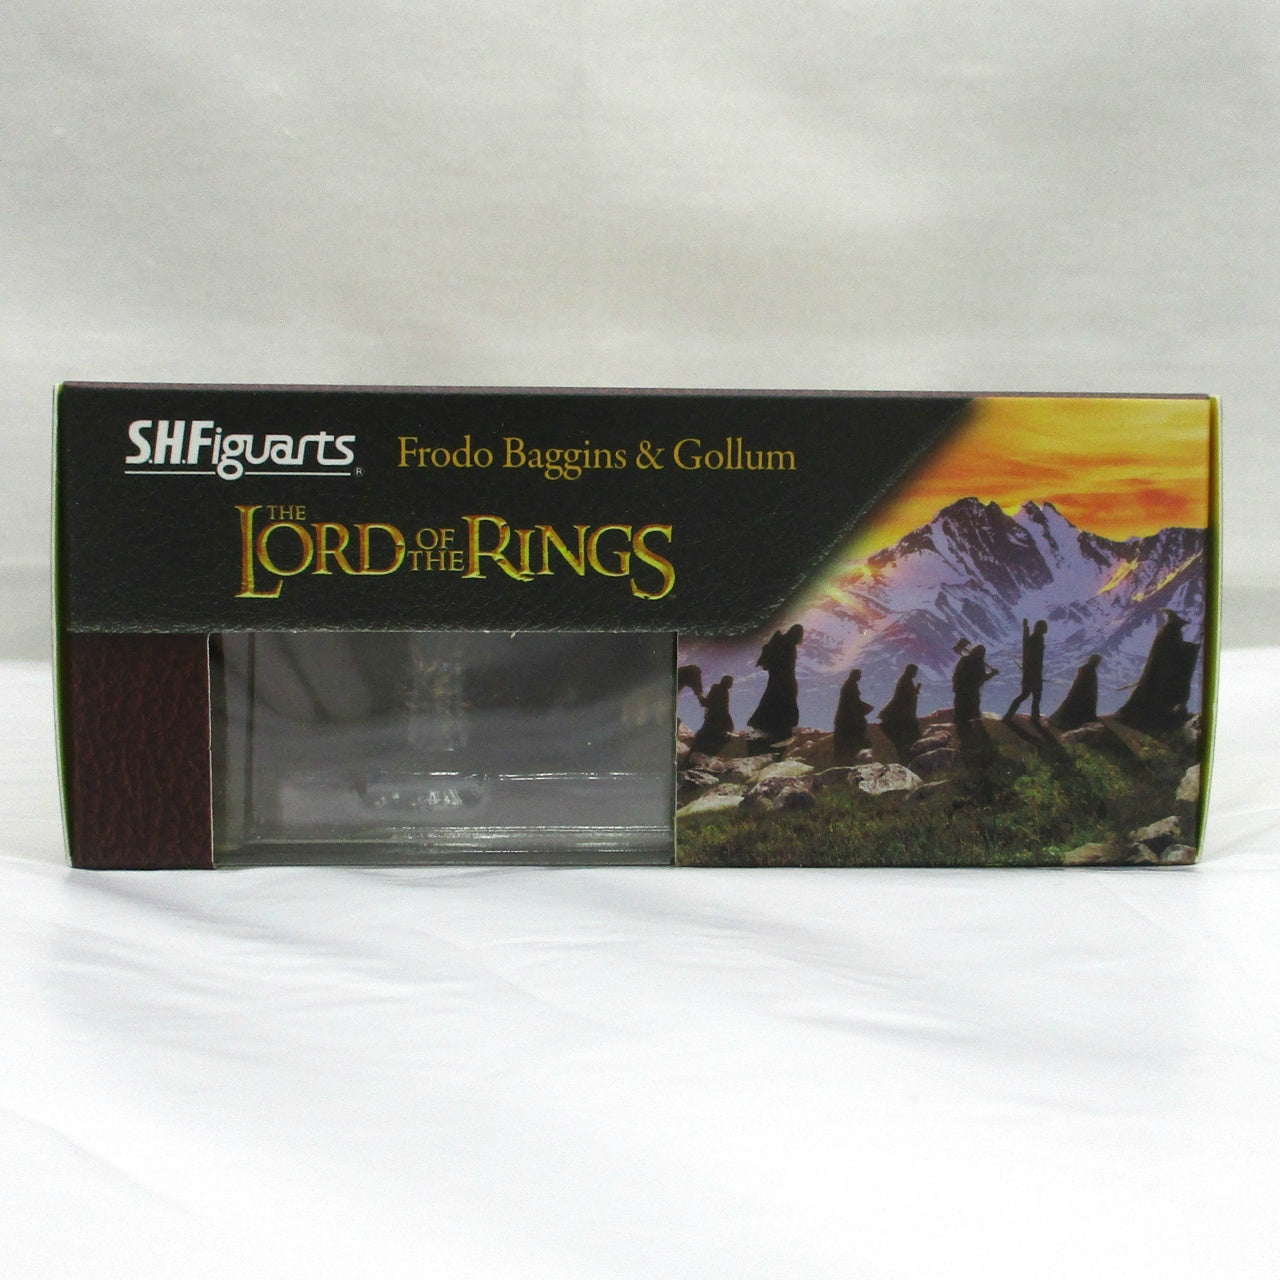 S.H.Figuarts®
Frodo Baggins & Gollum
THE
LORD OF THE RINGS